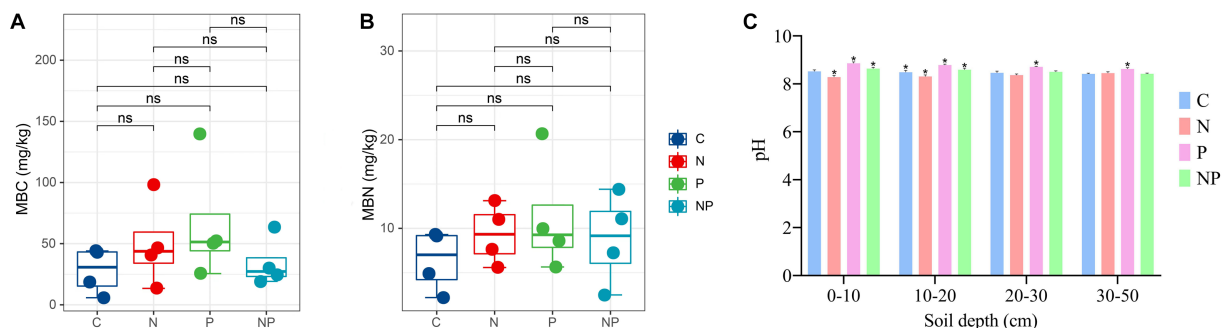 A
MBC (mg/kg)
200
150
100
50
0
ns
ns
ns
ns
ns
ns
C N P NP
B
MBN (mg/kg)
30
20
10
ns
ns
ns
ns
ns
ns
C N P NP
C
N
P
NP
C
pH
10
8
6
4
2
0
* * *
* * * *
*
*
0-10 10-20 20-30 30-50
Soil depth (cm)
C
N
P
NP